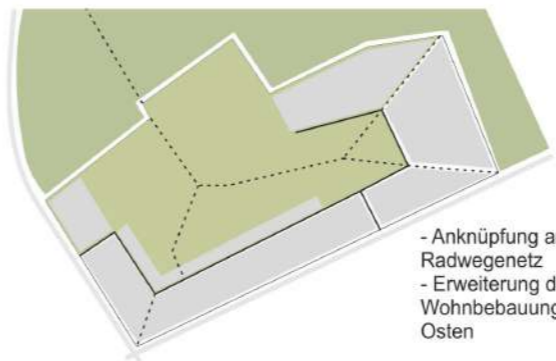 - Anknüpfung a
Radwegenetz
- Erweiterung d
Wohnbebauung
Osten